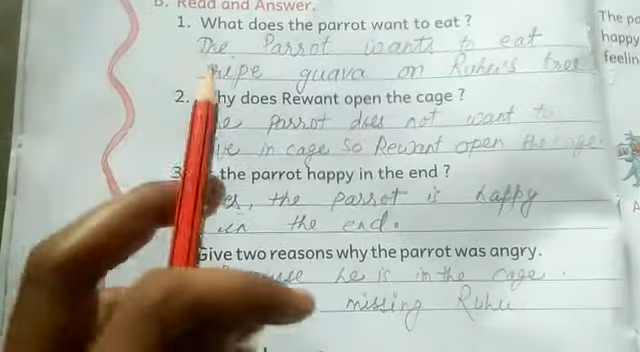 B. Read and Answer.
1. What does the parrot want to eat ?
The Parrot wants to eat
ripe guava on Ruhu's tree
2. hy does Rewant open the cage ?
parrot does not want to
in cage so Rewant open the
3. the parrot happy in the end ?
the parrot is happy
in the end.
Give two reasons why the parrot was angry.
he is in the cage.
missing Ruhu
The pa
happy
feelin